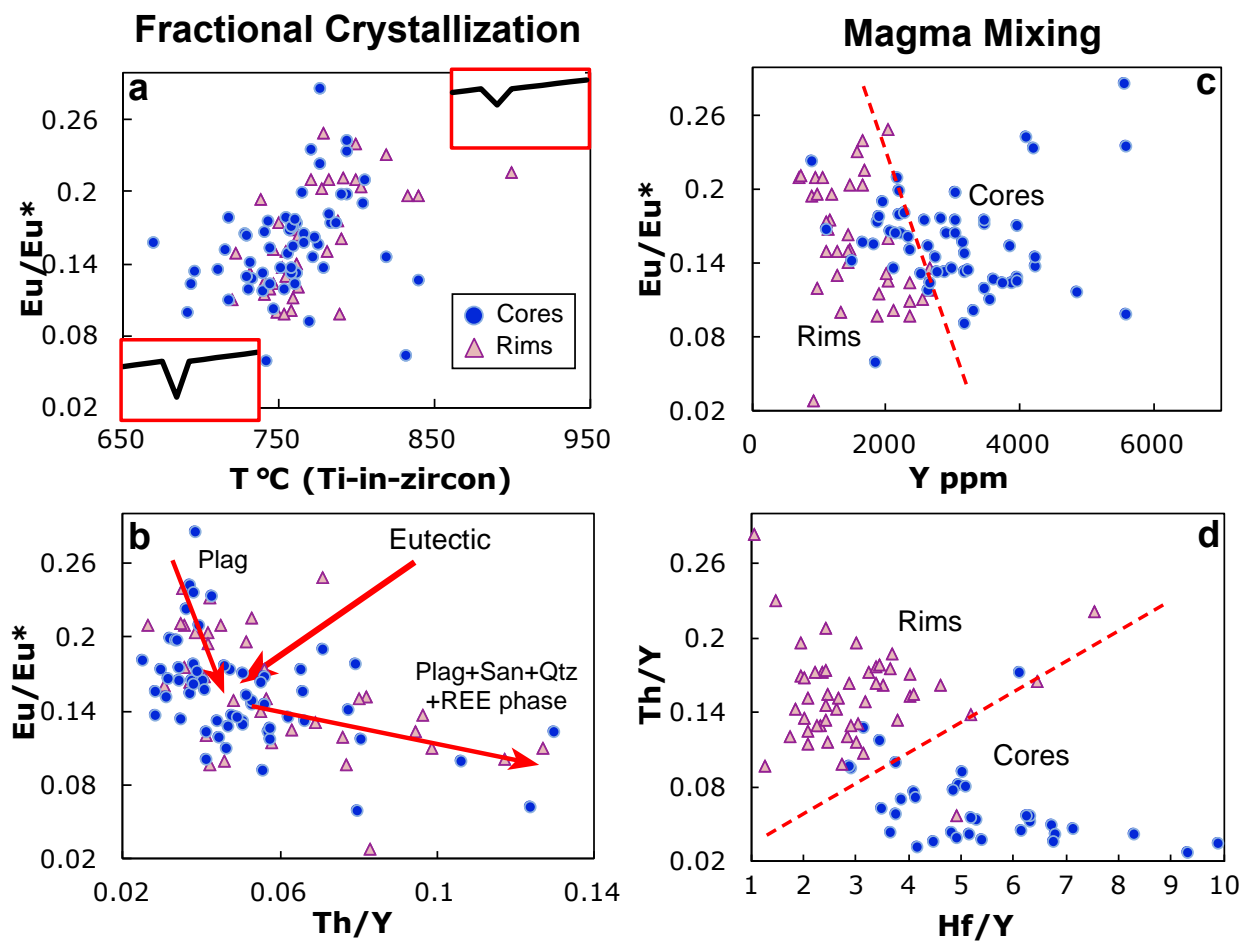 Fractional Crystallization
Magma Mixing
a
0.26
0.2
0.14
0.08
0.02
Eu/Eu*
650
750
850
950
T °C (Ti-in-zircon)
Cores
Rims
c
0.26
0.2
0.14
0.08
0.02
Eu/Eu*
Cores
Rims
0
2000
4000
6000
Y ppm
b
0.26
0.2
0.14
0.08
0.02
Eu/Eu*
Plag
Eutectic
Plag+San+Qtz
+REE phase
0.02
0.06
0.1
0.14
Th/Y
d
0.26
0.2
0.14
0.08
0.02
Th/Y
Rims
Cores
1
2
3
4
5
6
7
8
9
10
Hf/Y